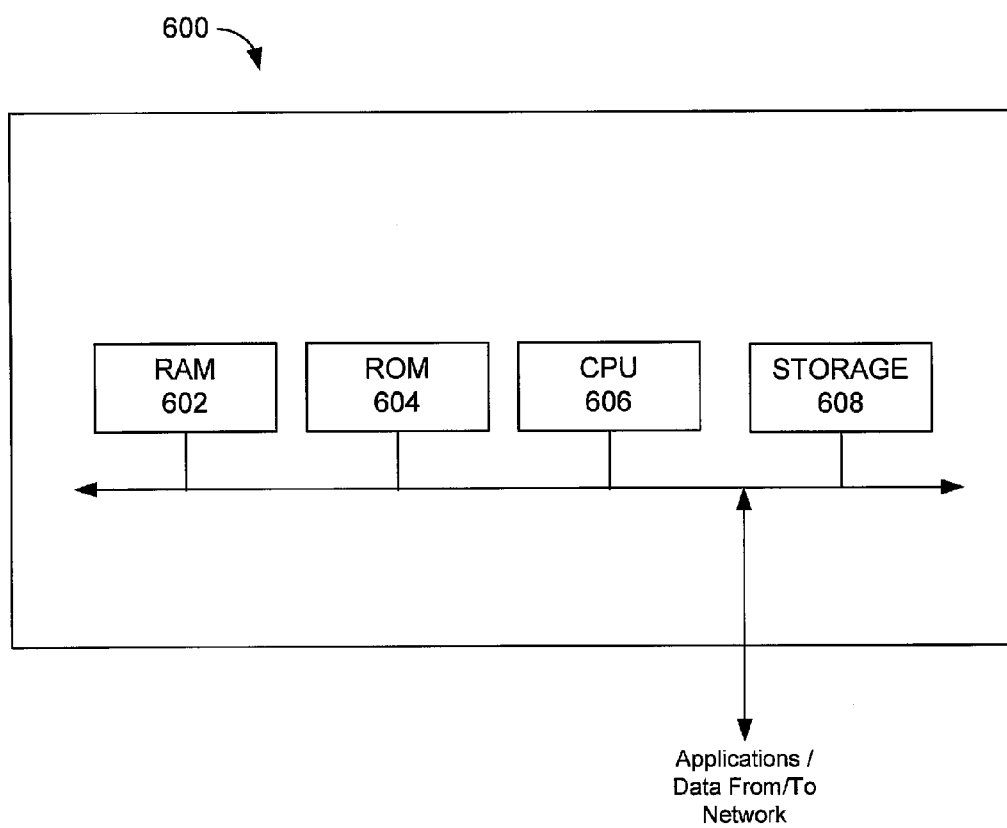 600
RAM
602
ROM
604
CPU
606
STORAGE
608
Applications /
Data From/To
Network